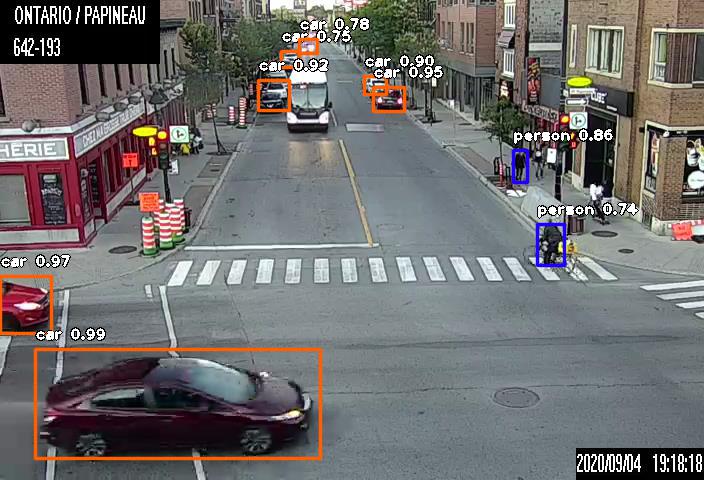 ONTARIO / PAPINEAU
642-193
car 0.78
car 0.75
car 0.92
car 0.90
car 0.95
person 0.86
person 0.74
HERIE
car 0.97
car 0.99
2020/09/04 19:18:18